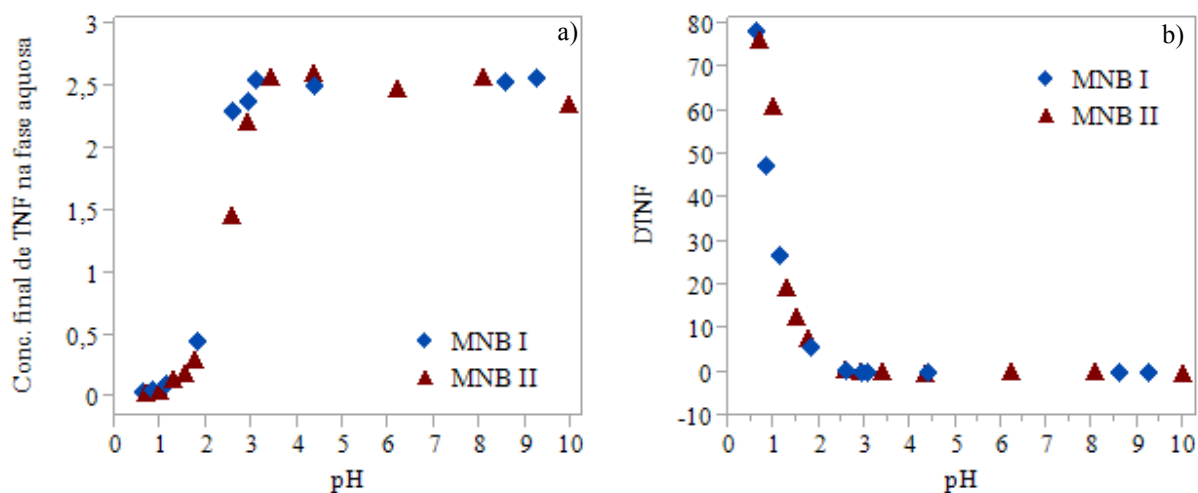 a)
Conc. final de TNF na fase aquosa
3
2,5
2
1,5
1
0,5
0
0 1 2 3 4 5 6 7 8 9 10
pH
MNB I
MNB II
b)
DTNF
80
70
60
50
40
30
20
10
0
-10
0 1 2 3 4 5 6 7 8 9 10
pH
MNB I
MNB II